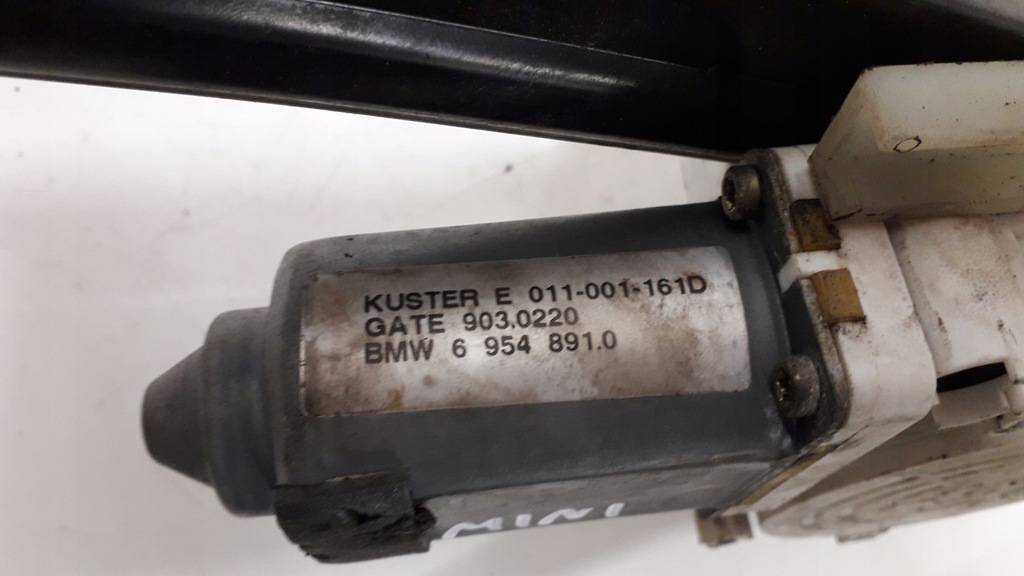 KUSTER E 011-001-161D
GATE 903.0220
BMW 6 954 891.0
MINI